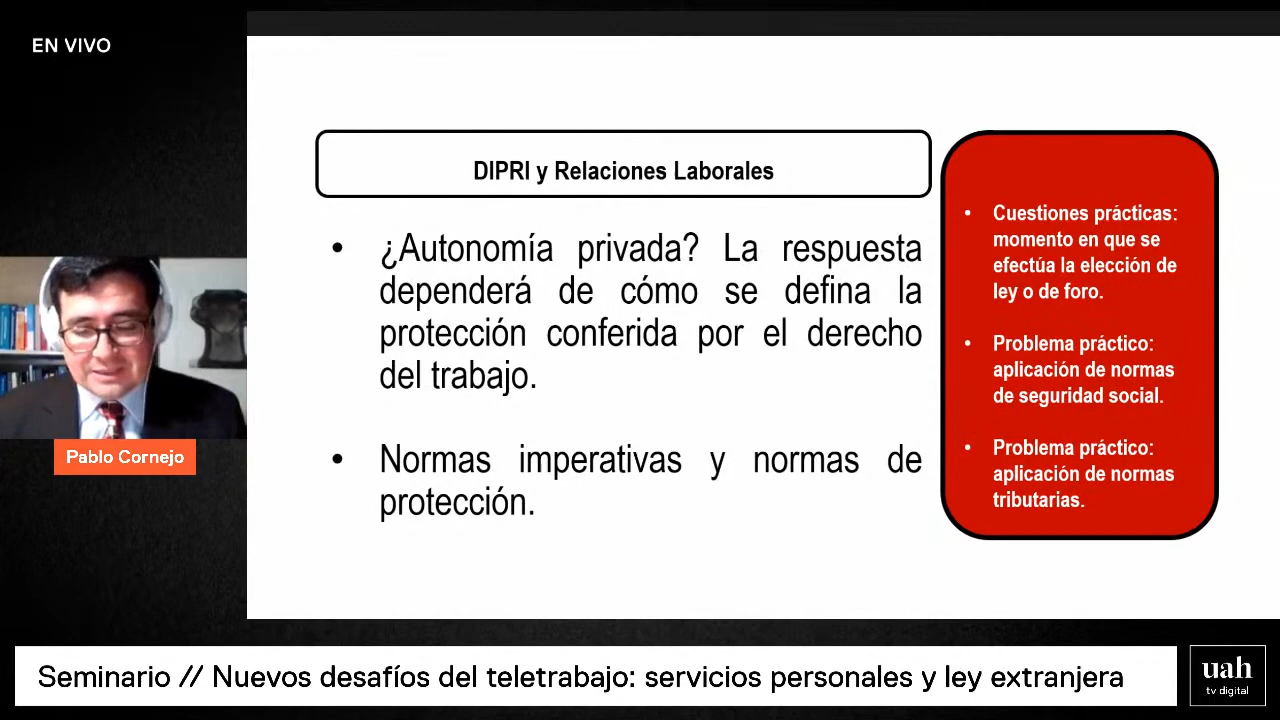 EN VIVO
DIPRI y Relaciones Laborales
• ¿Autonomía privada? La respuesta
dependerá de cómo se defina la
protección conferida por el derecho
del trabajo.
• Normas imperativas y normas de
protección.
• Cuestiones prácticas:
momento en que se
efectúa la elección de
ley o de foro.
• Problema práctico:
aplicación de normas
de seguridad social.
• Problema práctico:
aplicación de normas
tributarias.
Pablo Cornejo
Seminario // Nuevos desafíos del teletrabajo: servicios personales y ley extranjera
uah
tv digital